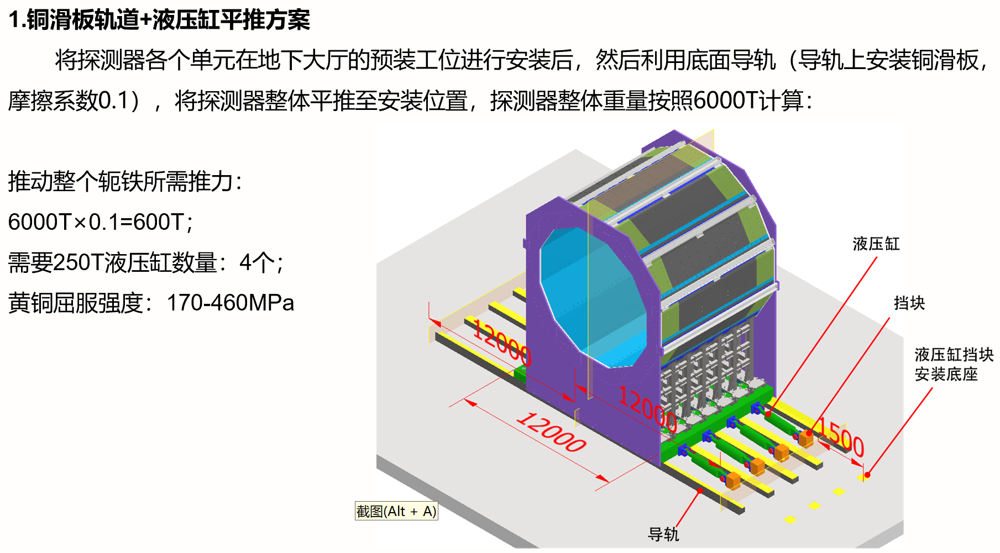 1.铜滑板轨道+液压缸平推方案
将探测器各个单元在地下大厅的预装工位进行安装后，然后利用底面导轨（导轨上安装铜滑板，
摩擦系数0.1），将探测器整体平推至安装位置，探测器整体重量按照6000T计算：
推动整个轭铁所需推力：
6000T×0.1=600T；
需要250T液压缸数量：4个；
黄铜屈服强度：170-460MPa
液压缸
挡块
液压缸挡块
安装底座
12000
12000
12000
1500
导轨
截图(Alt + A)